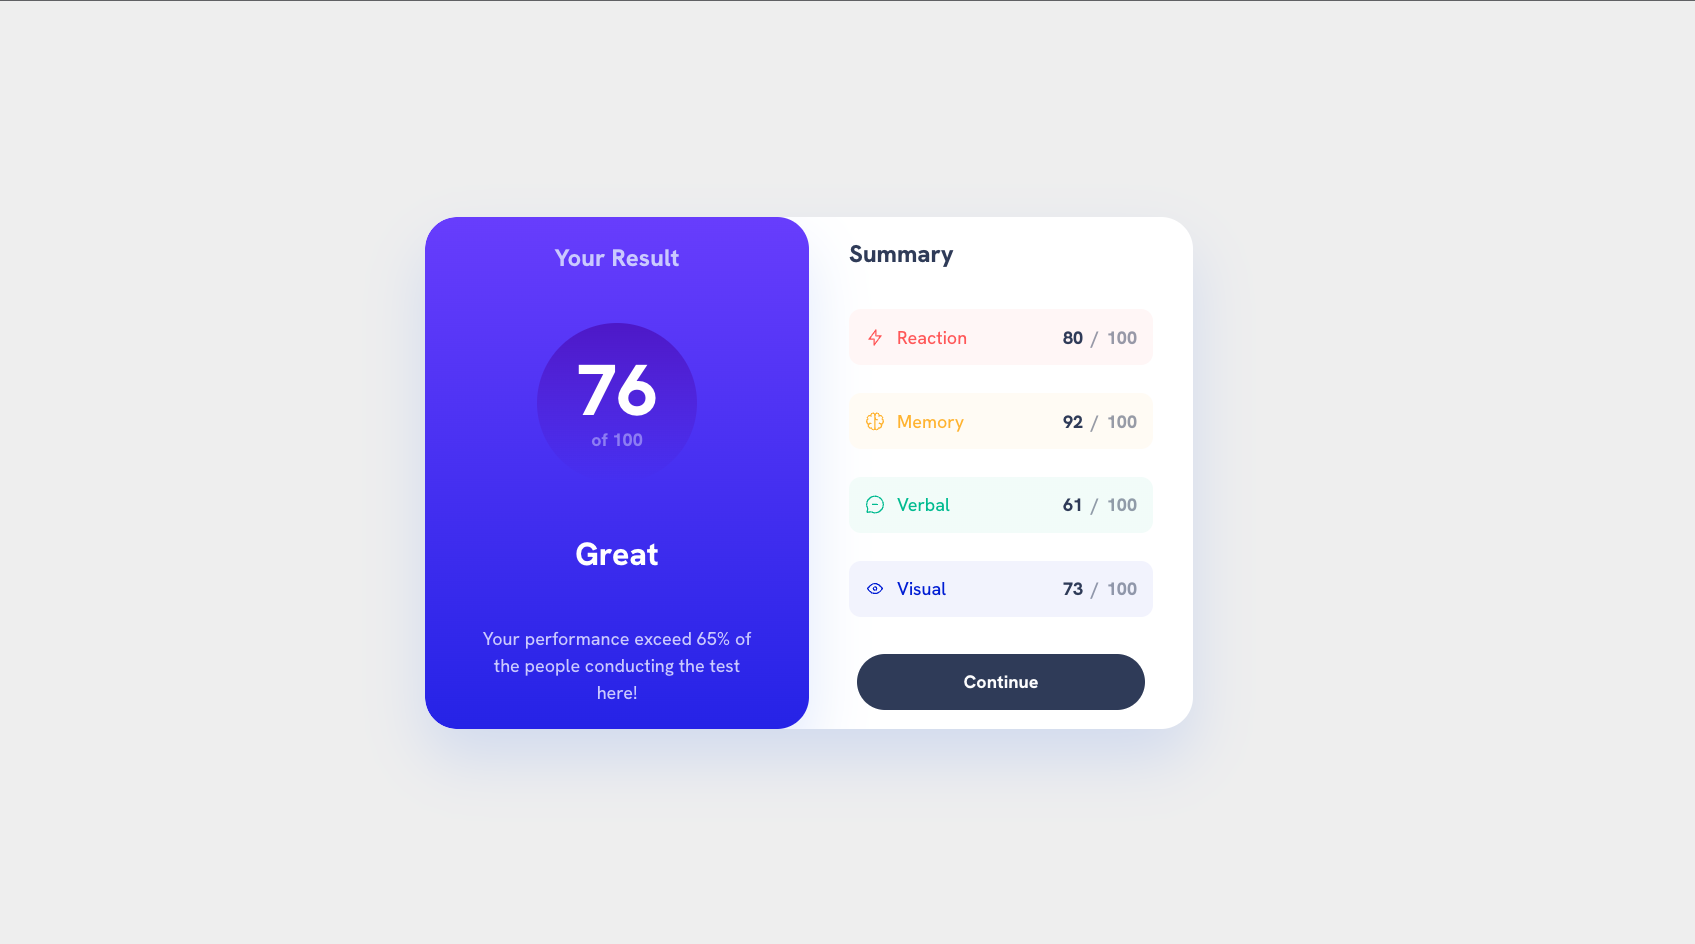 Your Result
76
of 100
Great
Your performance exceed 65% of
the people conducting the test
here!
Summary
Reaction 80 / 100
Memory 92 / 100
Verbal 61 / 100
Visual 73 / 100
Continue